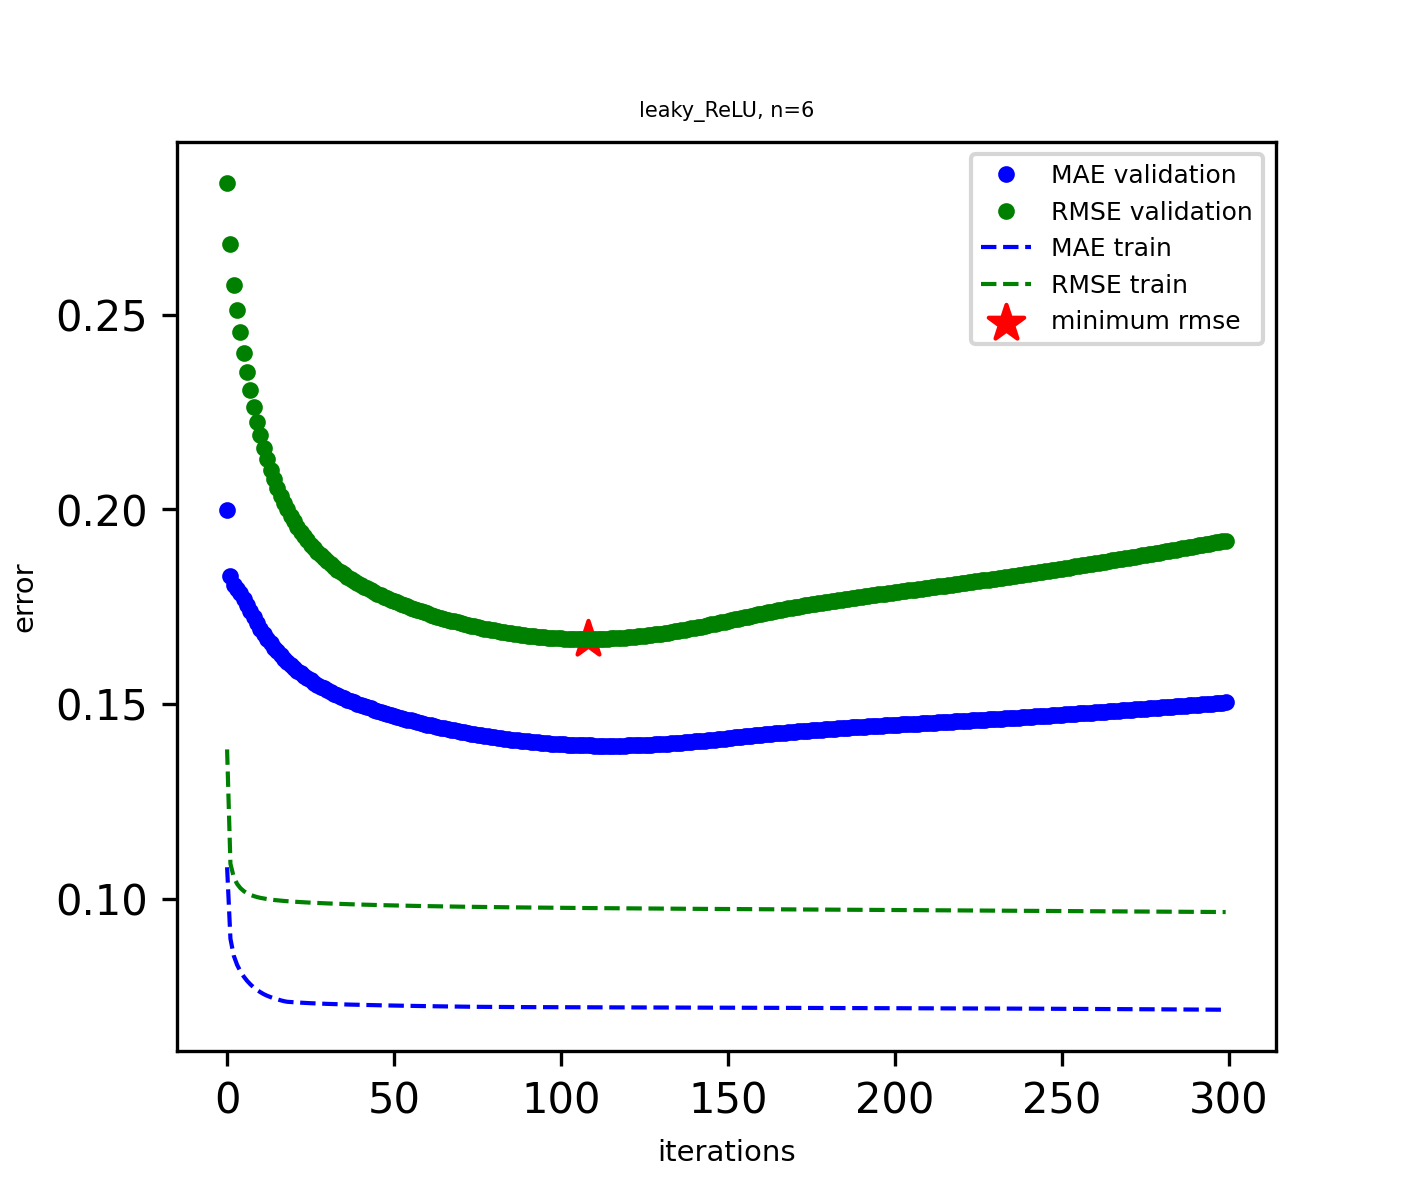 leaky_ReLU, n=6
MAE validation
RMSE validation
MAE train
RMSE train
minimum rmse
0.25
0.20
0.15
0.10
error
0 50 100 150 200 250 300
iterations